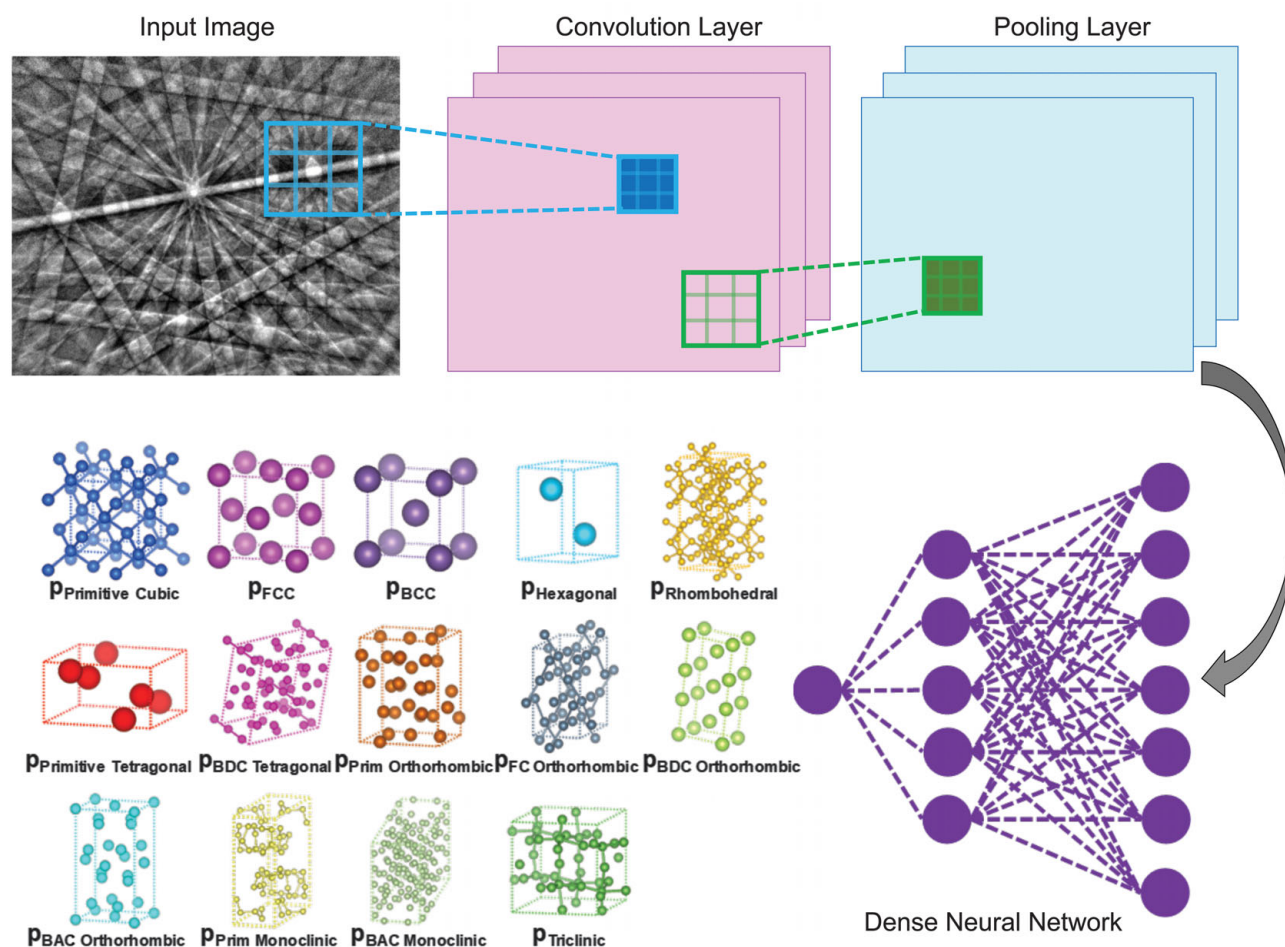 Input Image
Convolution Layer
Pooling Layer
PPrimitive Cubic
PFCC
PBCC
PHexagonal
PRhombohedral
PPrimitive Tetragonal
PBDC Tetragonal
PPrim Orthorhombic
PFC Orthorhombic
PBDC Orthorhombic
PBAC Orthorhombic
PPrim Monoclinic
PBAC Monoclinic
PTriclinic
Dense Neural Network